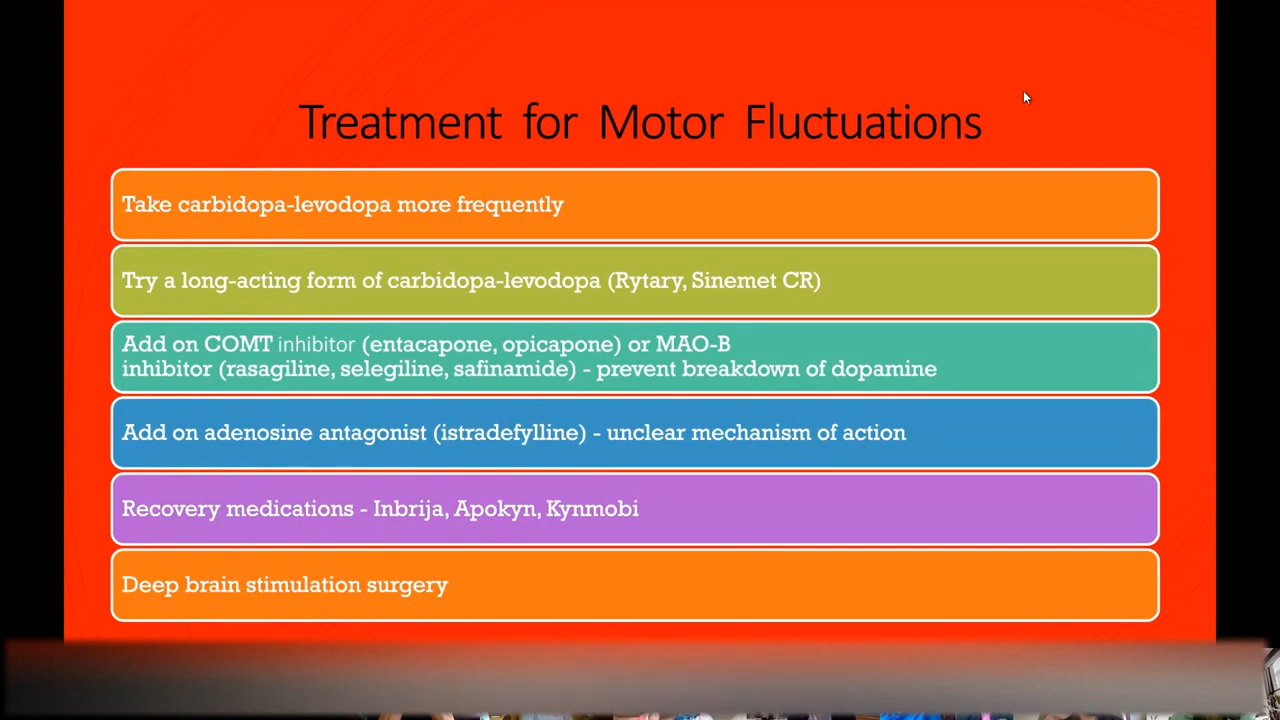 Treatment for Motor Fluctuations
Take carbidopa-levodopa more frequently
Try a long-acting form of carbidopa-levodopa (Rytary, Sinemet CR)
Add on COMT inhibitor (entacapone, opicapone) or MAO-B
inhibitor (rasagiline, selegiline, safinamide) - prevent breakdown of dopamine
Add on adenosine antagonist (istradefylline) - unclear mechanism of action
Recovery medications - Inbrija, Apokyn, Kynmobi
Deep brain stimulation surgery